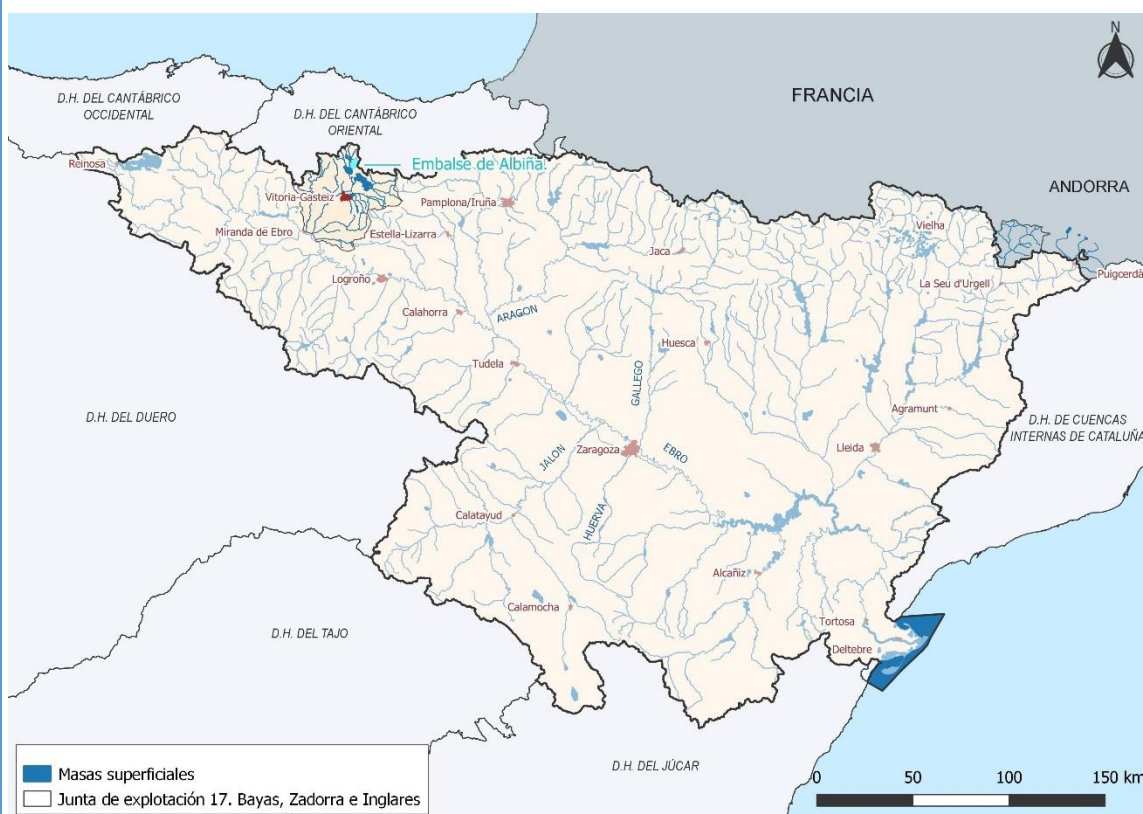 N
FRANCIA
D.H. DEL CANTÁBRICO
OCCIDENTAL
D.H. DEL CANTÁBRICO
ORIENTAL
Reinosa
Embalse de Albiña.
ANDORRA
Vitoria-Gasteiz
Pamplona/Iruña
Miranda de Ebro
Estella-Lizarra
Vielha
Jaca
Puigcerdà
La Seu d'Urgell
Logroño
Calahorra
ARAGON
Huesca
Tudela
GALLEGO
Agramunt
D.H. DEL DUERO
D.H. DE CUENCAS
INTERNAS DE CATALUÑA
Lleida
JALON
Zaragoza
EBRO
Calatayud
HUERVA
Alcañiz
Calamocha
D.H. DEL TAJO
Tortosa
Deltebre
D.H. DEL JÚCAR
Masas superficiales
Junta de explotación 17. Bayas, Zadorra e Inglares
0 50 100 150 km